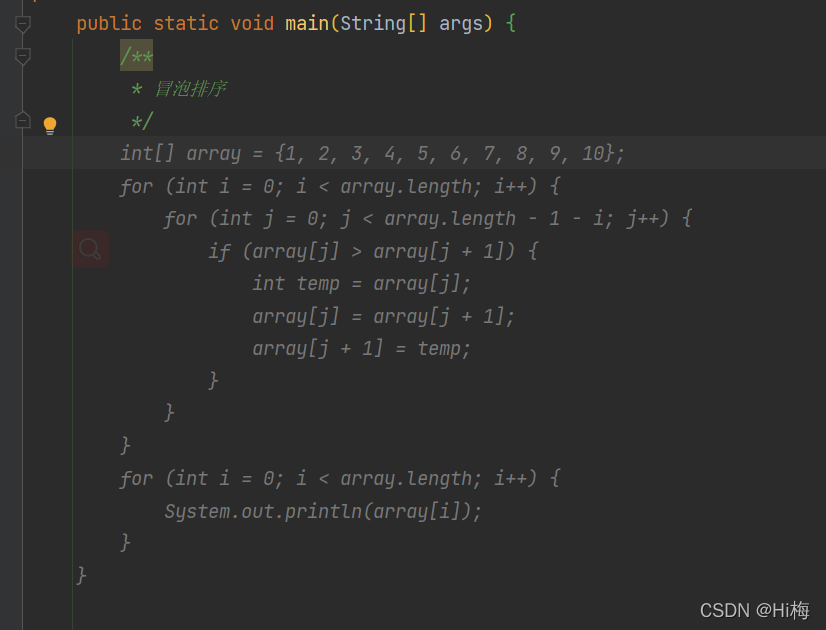 public static void main(String[] args) {
/**
* 冒泡排序
*/
int[] array = {1, 2, 3, 4, 5, 6, 7, 8, 9, 10};
for (int i = 0; i < array.length; i++) {
for (int j = 0; j < array.length - 1 - i; j++) {
if (array[j] > array[j + 1]) {
int temp = array[j];
array[j] = array[j + 1];
array[j + 1] = temp;
}
}
}
for (int i = 0; i < array.length; i++) {
System.out.println(array[i]);
}
}
CSDN @Hi梅